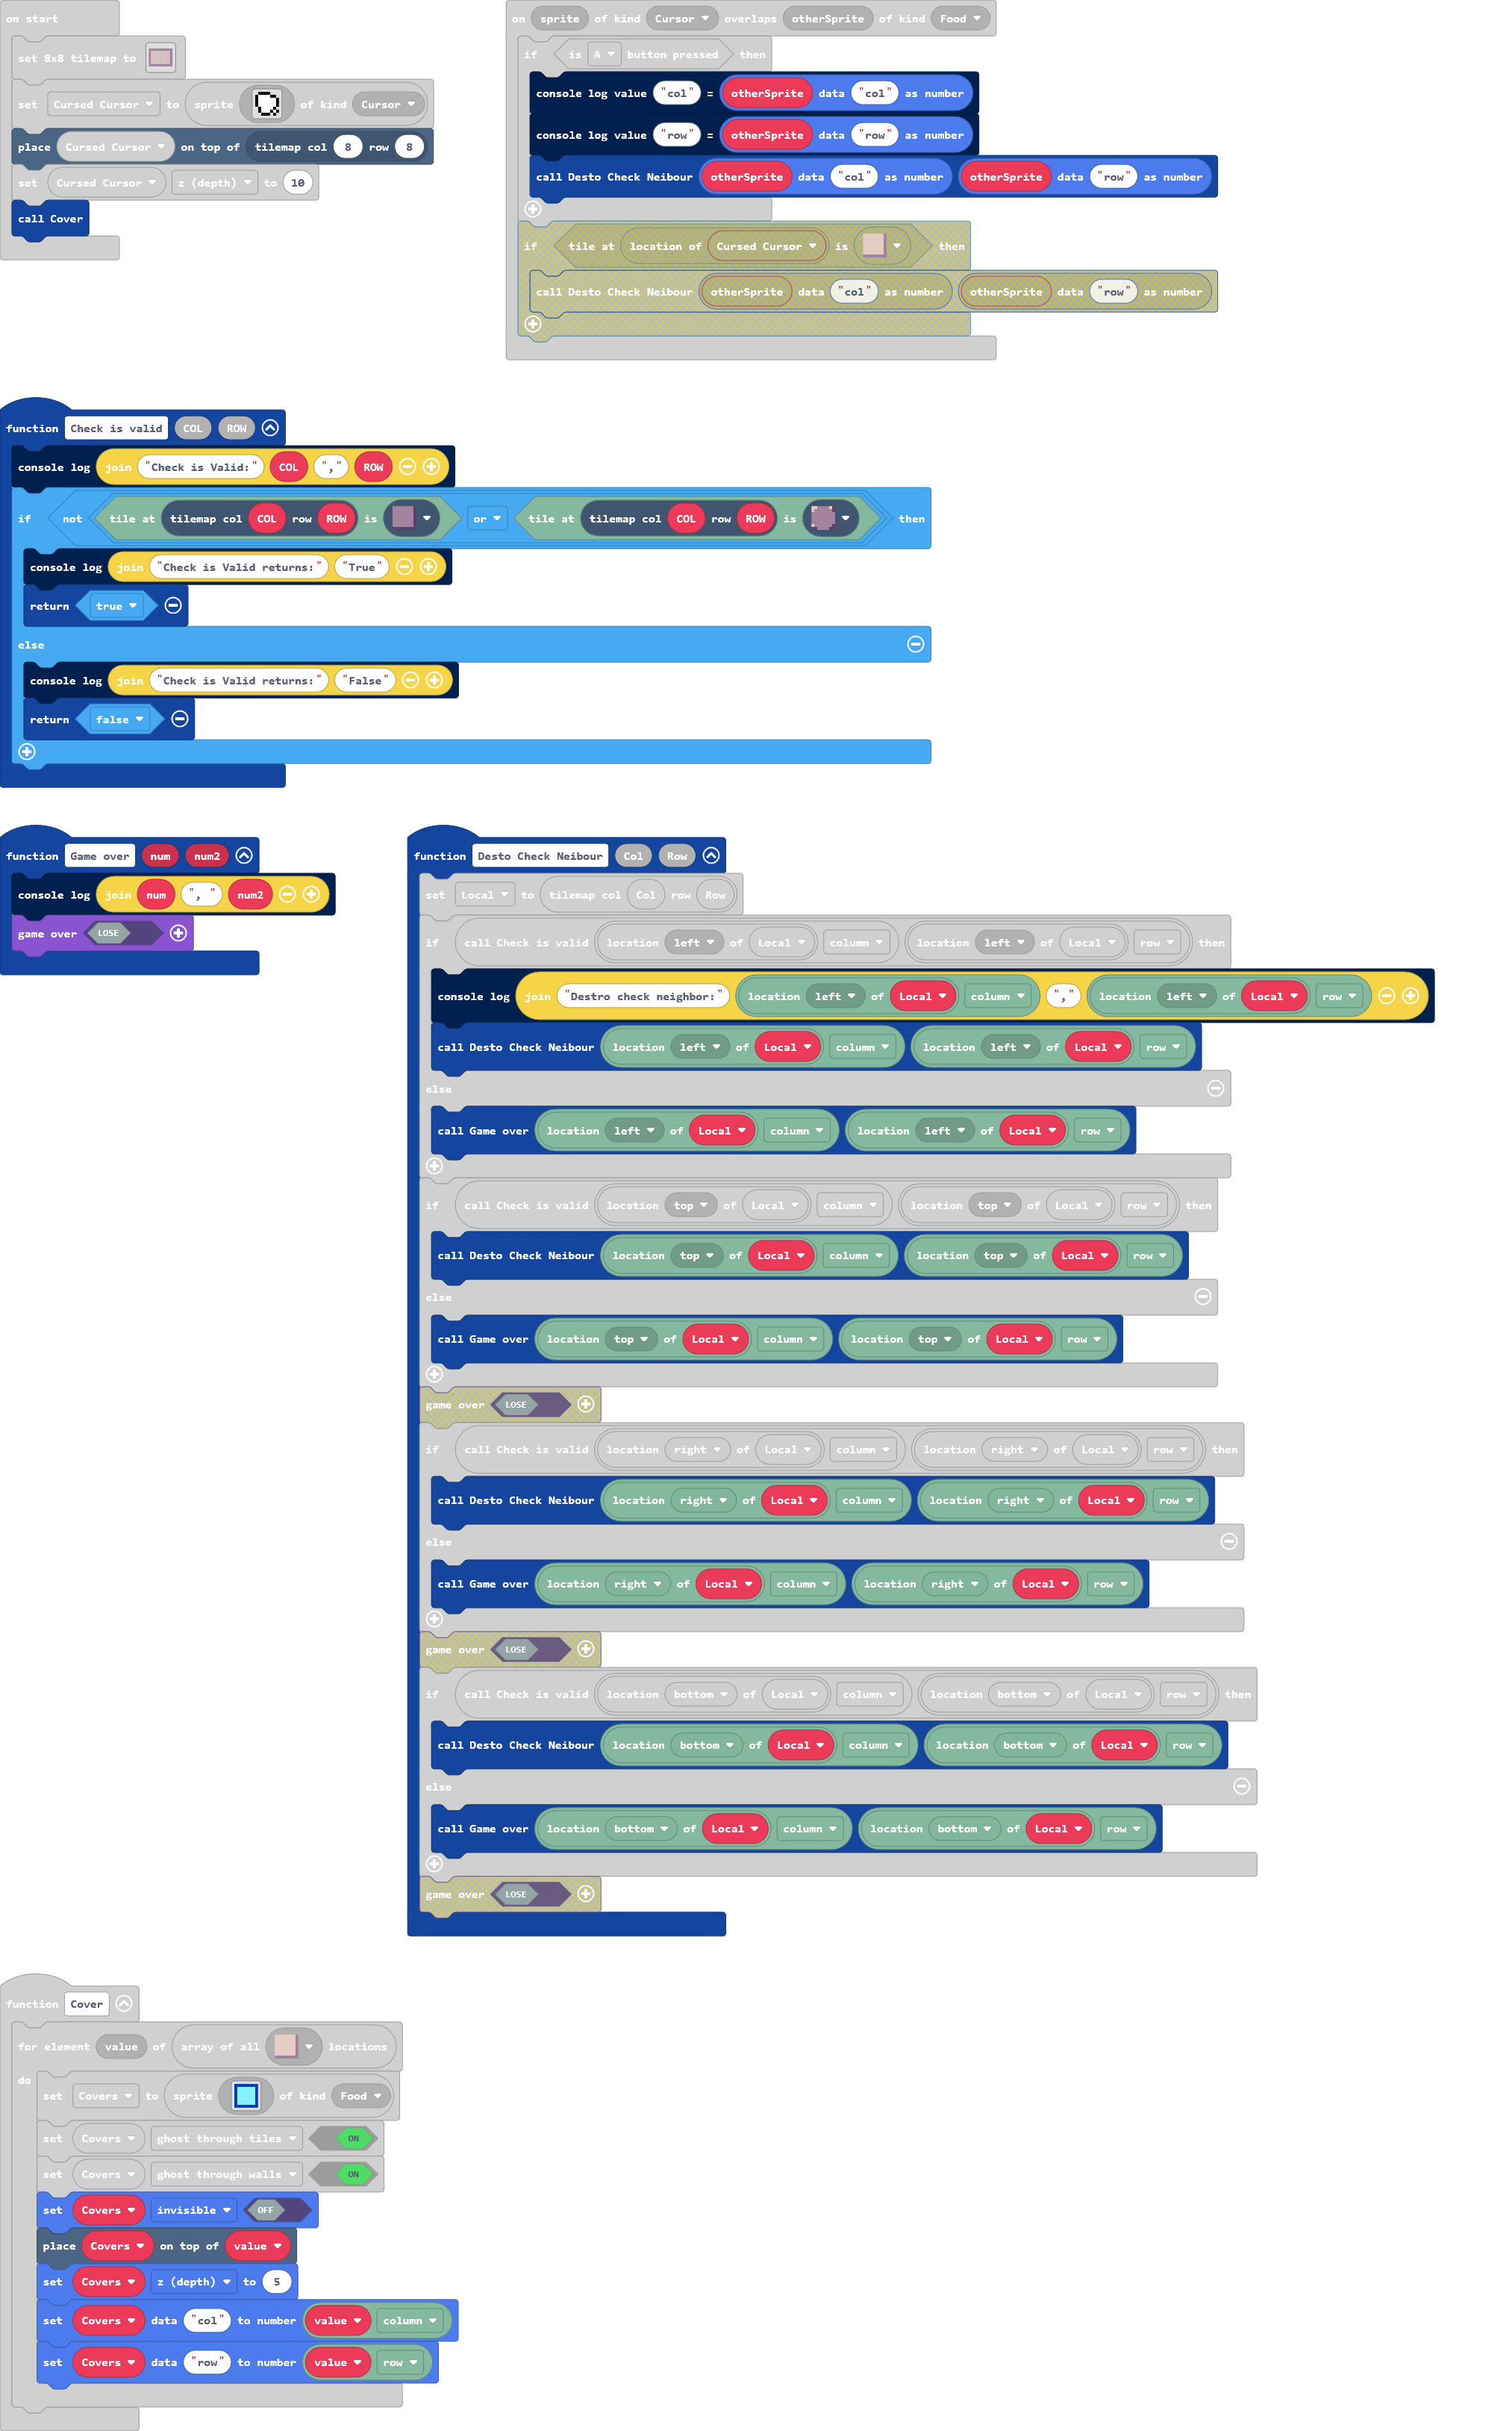 on start
set 8x8 tilemap to
set Cursed Cursor to sprite of kind Cursor
place Cursed Cursor on top of tilemap col 8 row 8
set Cursed Cursor z (depth) to 10
call Cover
on sprite of kind Cursor overlaps otherSprite of kind Food
if is A button pressed then
console log value "col" = otherSprite data "col" as number
console log value "row" = otherSprite data "row" as number
call Desto Check Neibour otherSprite data "col" as number otherSprite data "row" as number
if tile at location of Cursed Cursor is then
call Desto Check Neibour otherSprite data "col" as number otherSprite data "row" as number
function Check is valid COL ROW
console log join "Check is Valid:" COL "," ROW
if not tile at tilemap col COL row ROW is or tile at tilemap col COL row ROW is then
console log join "Check is Valid returns:" "True"
return true
else
console log join "Check is Valid returns:" "False"
return false
function Game over num num2
console log join num ", " num2
game over LOSE
function Desto Check Neibour Col Row
set Local to tilemap col Col row Row
if call Check is valid location left of Local column location left of Local row then
console log join "Destro check neighbor:" location left of Local column "," location left of Local row
call Desto Check Neibour location left of Local column location left of Local row
else
call Game over location left of Local column location left of Local row
if call Check is valid location top of Local column location top of Local row then
call Desto Check Neibour location top of Local column location top of Local row
else
call Game over location top of Local column location top of Local row
game over LOSE
if call Check is valid location right of Local column location right of Local row then
call Desto Check Neibour location right of Local column location right of Local row
else
call Game over location right of Local column location right of Local row
game over LOSE
if call Check is valid location bottom of Local column location bottom of Local row then
call Desto Check Neibour location bottom of Local column location bottom of Local row
else
call Game over location bottom of Local column location bottom of Local row
game over LOSE
function Cover
for element value of array of all locations
do
set Covers to sprite of kind Food
set Covers ghost through tiles ON
set Covers ghost through walls ON
set Covers invisible OFF
place Covers on top of value
set Covers z (depth) to 5
set Covers data "col" to number value column
set Covers data "row" to number value row